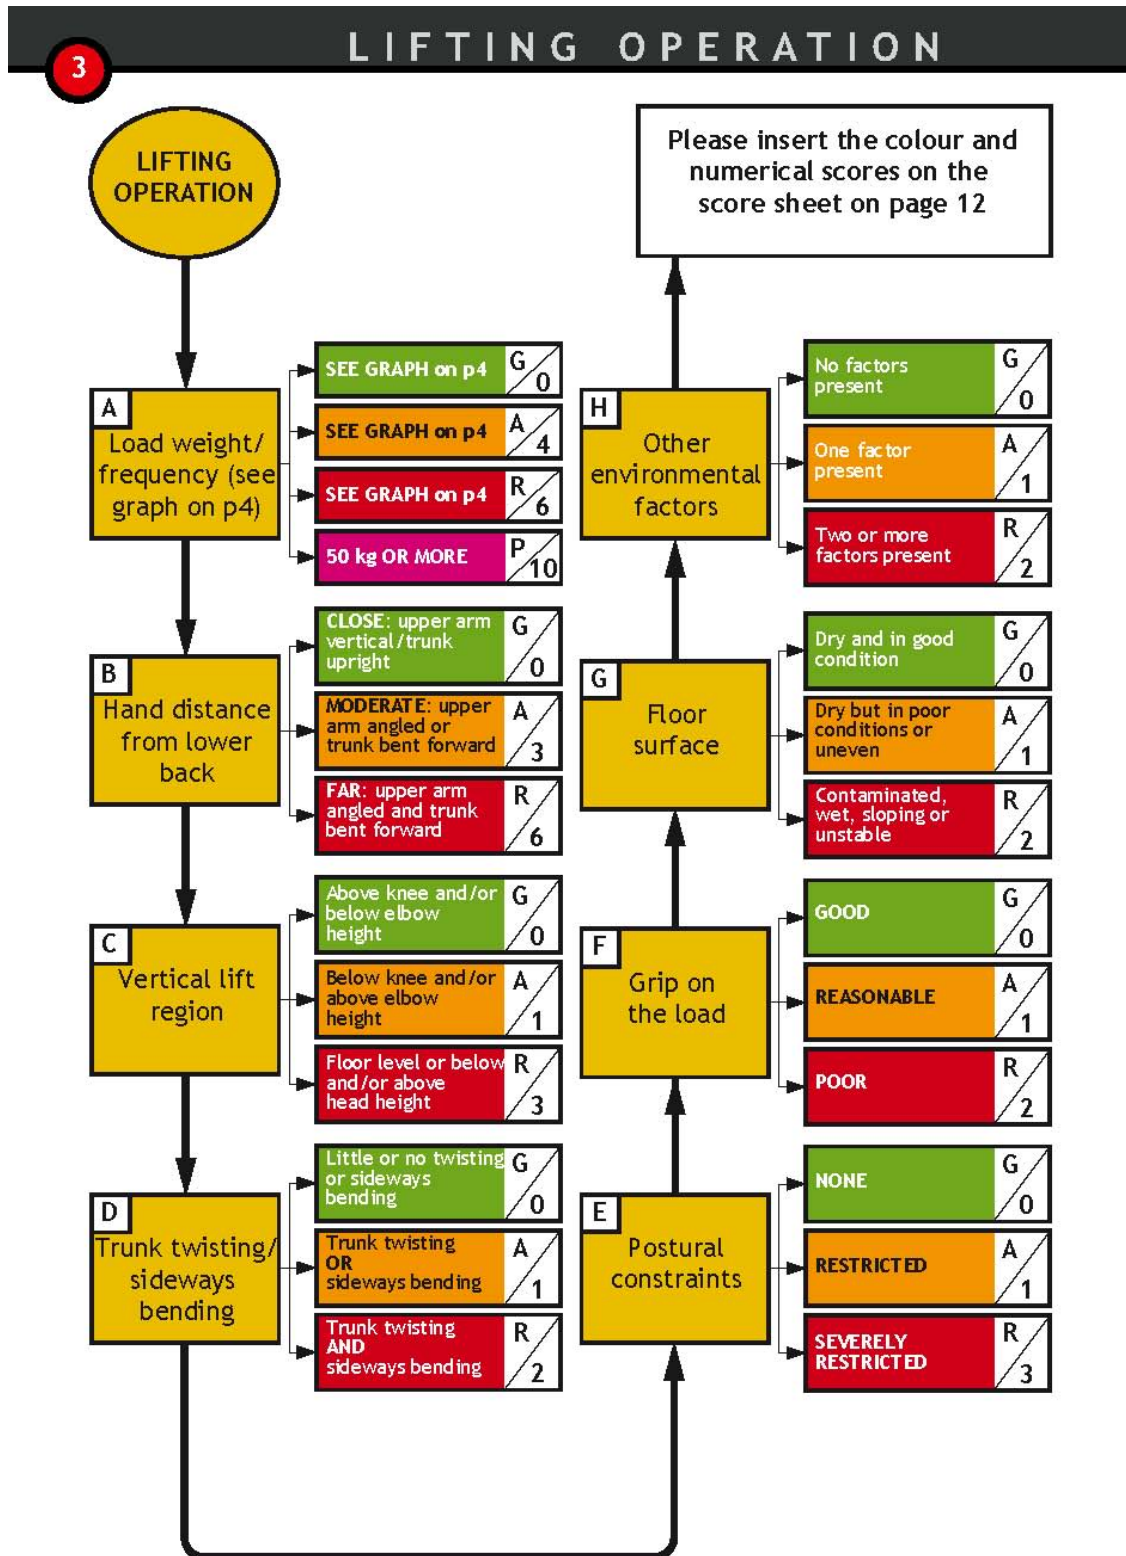 LIFTING OPERATION
3
LIFTING
OPERATION
A
Load weight/
frequency (see
graph on p4)
SEE GRAPH on p4
G/0
SEE GRAPH on p4
A/4
SEE GRAPH on p4
R/6
50 kg OR MORE
P/10
B
Hand distance
from lower
back
CLOSE: upper arm
vertical/trunk
upright
G/0
MODERATE: upper
arm angled or
trunk bent forward
A/3
FAR: upper arm
angled and trunk
bent forward
R/6
C
Vertical lift
region
Above knee and/or
below elbow
height
G/0
Below knee and/or
above elbow
height
A/1
Floor level or below
and/or above
head height
R/3
D
Trunk twisting/
sideways
bending
Little or no twisting
or sideways
bending
G/0
Trunk twisting
OR
sideways bending
A/1
Trunk twisting
AND
sideways bending
R/2
E
Postural
constraints
NONE
G/0
RESTRICTED
A/1
SEVERELY
RESTRICTED
R/3
F
Grip on
the load
GOOD
G/0
REASONABLE
A/1
POOR
R/2
G
Floor
surface
Dry and in good
condition
G/0
Dry but in poor
conditions or
uneven
A/1
Contaminated,
wet, sloping or
unstable
R/2
H
Other
environmental
factors
No factors
present
G/0
One factor
present
A/1
Two or more
factors present
R/2
Please insert the colour and
numerical scores on the
score sheet on page 12